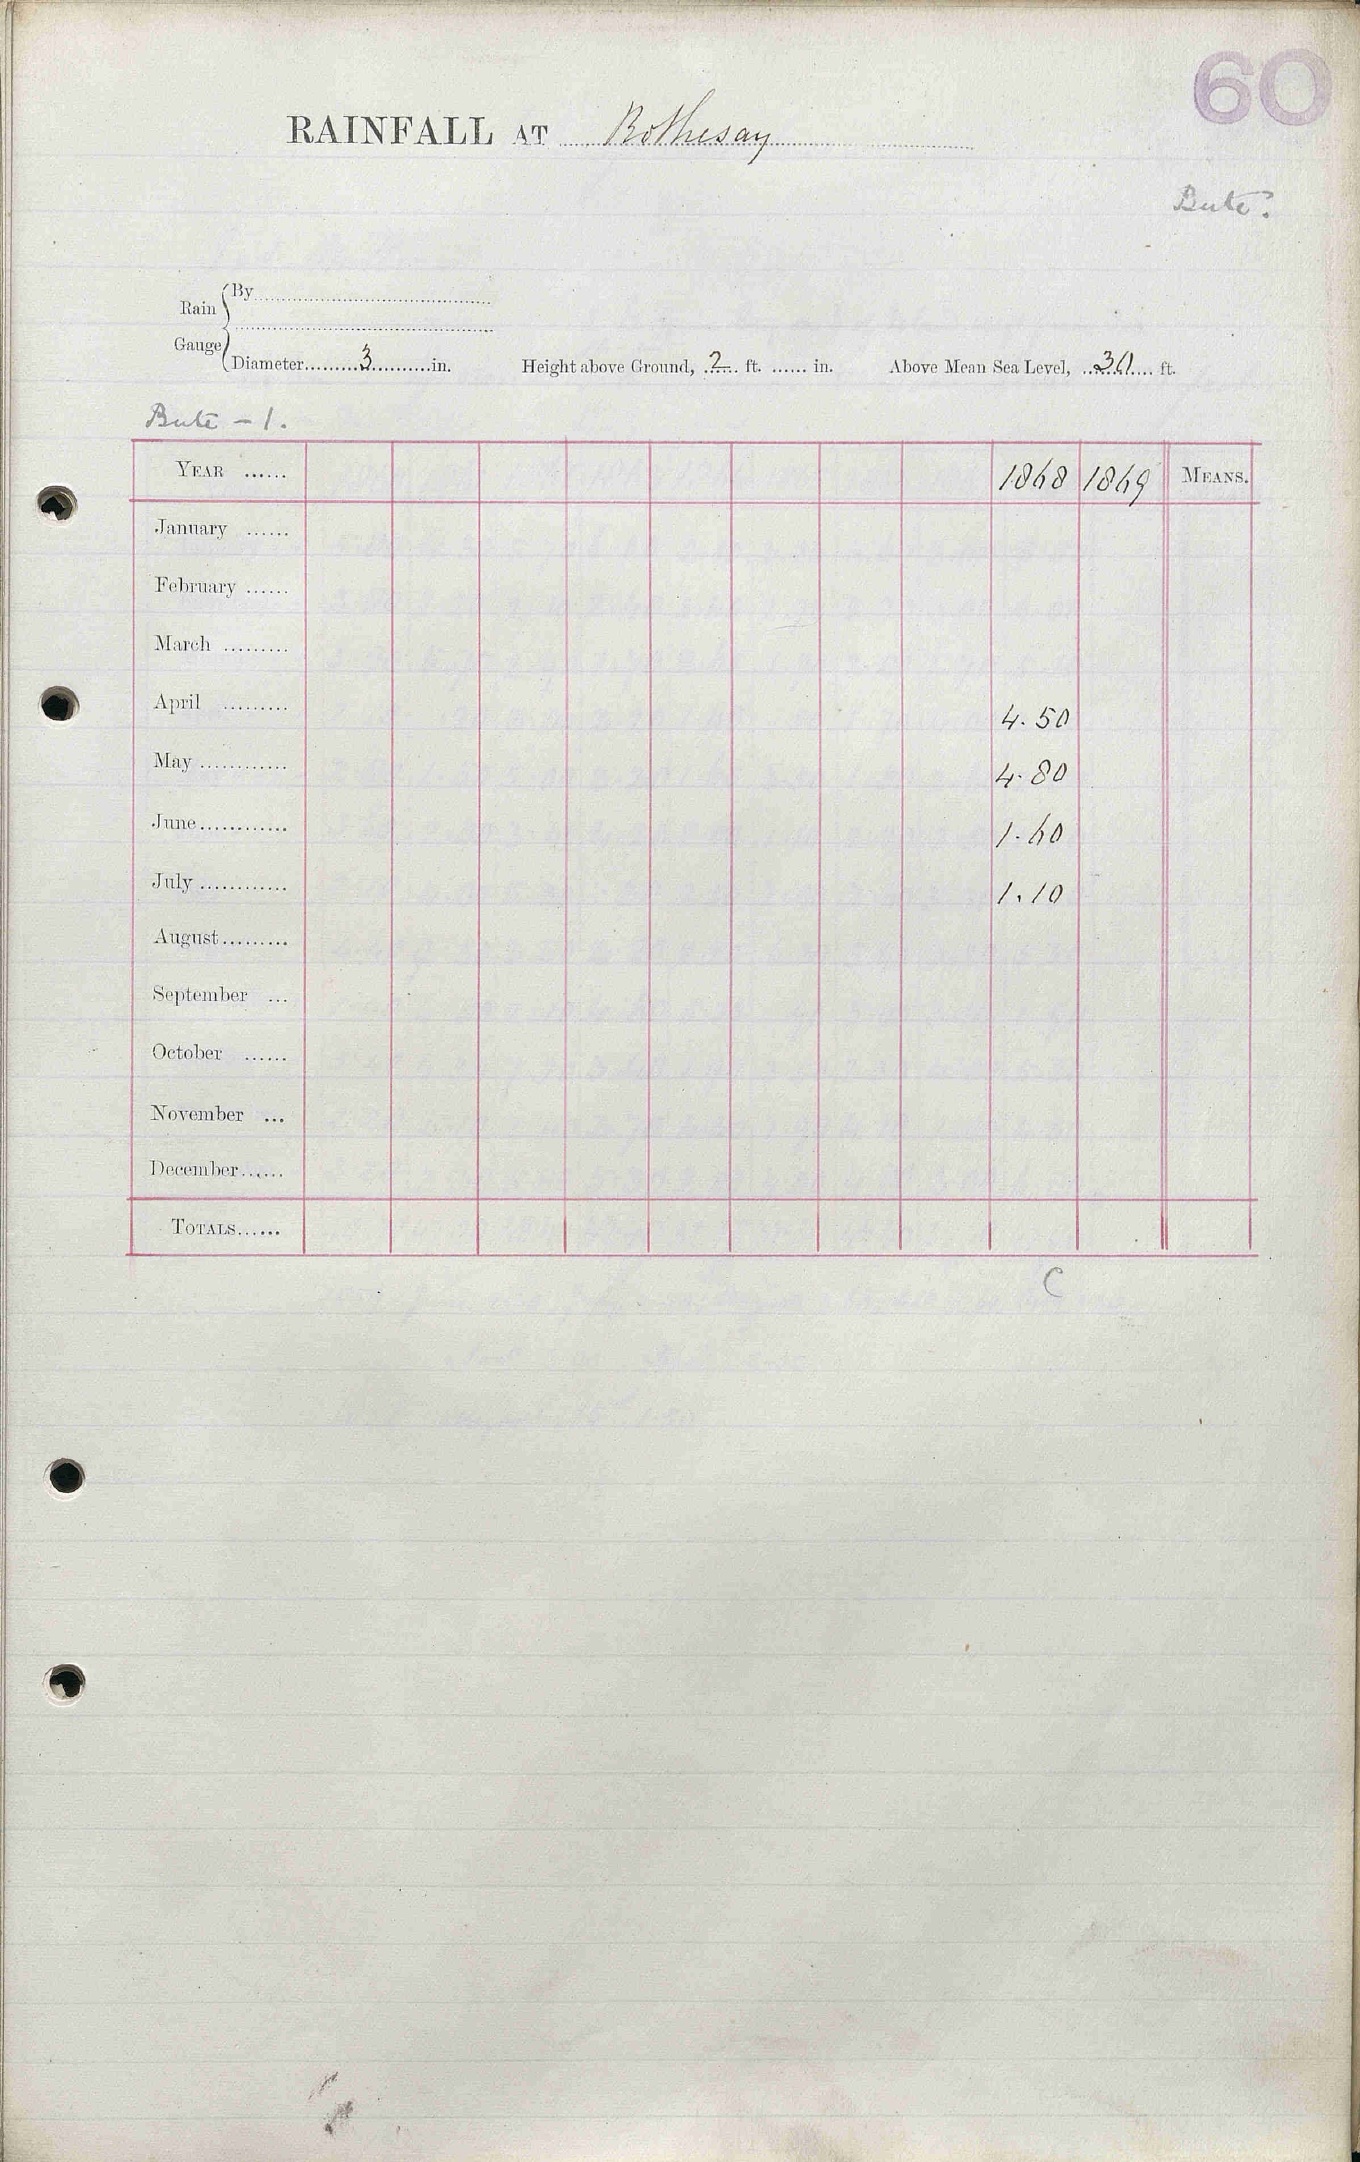 60
RAINFALL AT Rothesay
Bute.
Rain Gauge
By
Diameter 3 in. Height above Ground, 2 ft. in. Above Mean Sea Level, ft.
Bute - 1.
YEAR ...... 1868 1869 MEANS.
January ......
February ......
March .........
April ......... 4.50
May ............ 4.80
June ............ 1.60
July ............ 1.10
August .........
September ...
October ......
November ...
December ......
TOTALS ......
C